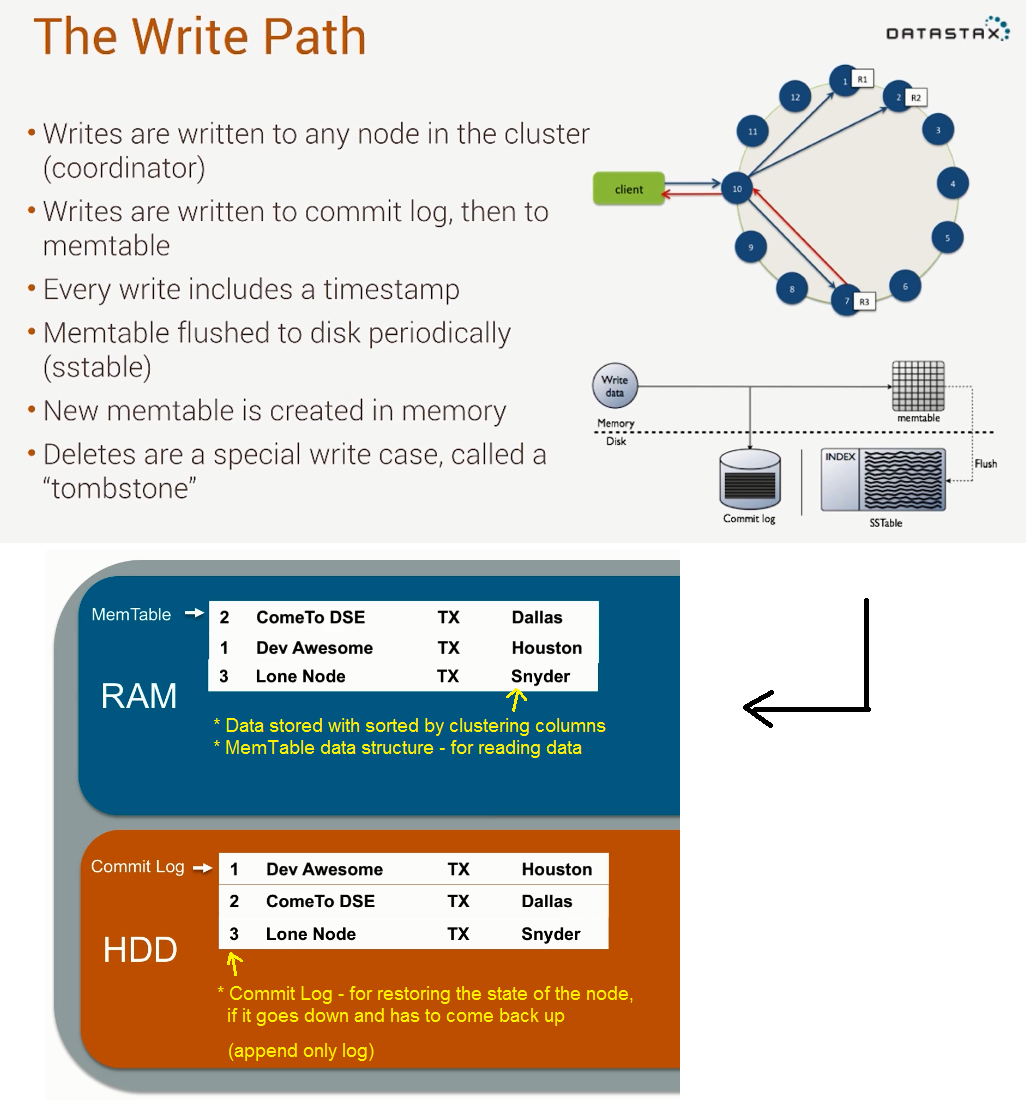 The Write Path
DATASTAX
• Writes are written to any node in the cluster
(coordinator)
• Writes are written to commit log, then to
memtable
• Every write includes a timestamp
• Memtable flushed to disk periodically
(sstable)
• New memtable is created in memory
• Deletes are a special write case, called a
“tombstone”
1 R1
2 R2
12
3
11
4
client
10
5
9
6
8
7 R3
Write
data
memtable
Memory
Disk
INDEX
Flush
Commit log
SSTable
MemTable
2 ComeTo DSE TX Dallas
1 Dev Awesome TX Houston
3 Lone Node TX Snyder
RAM
* Data stored with sorted by clustering columns
* MemTable data structure - for reading data
Commit Log
1 Dev Awesome TX Houston
2 ComeTo DSE TX Dallas
3 Lone Node TX Snyder
HDD
* Commit Log - for restoring the state of the node,
if it goes down and has to come back up
(append only log)